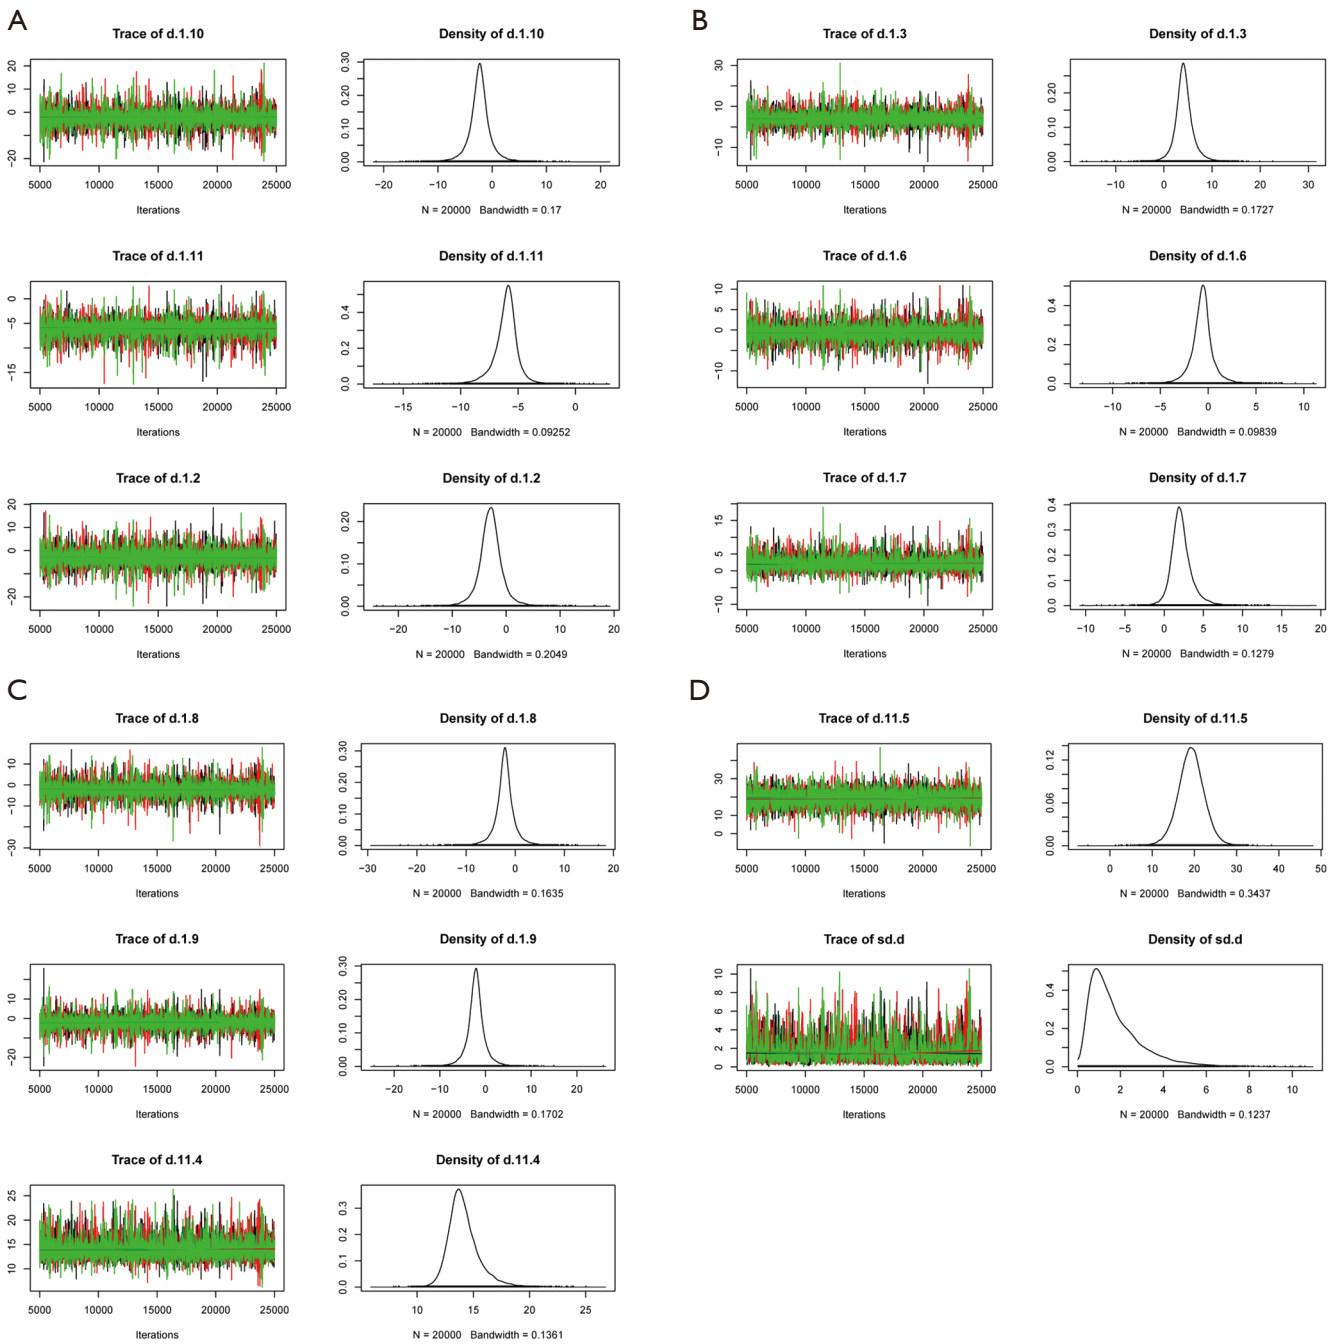 A
Trace of d.1.10
20
10
0
−20
5000 10000 15000 20000 25000
Iterations
Density of d.1.10
0.30
0.20
0.10
0.00
−20 −10 0 10 20
N = 20000 Bandwidth = 0.17
Trace of d.1.11
0
−5
−15
5000 10000 15000 20000 25000
Iterations
Density of d.1.11
0.4
0.2
0.0
−15 −10 −5 0
N = 20000 Bandwidth = 0.09252
Trace of d.1.2
20
10
0
−20
5000 10000 15000 20000 25000
Iterations
Density of d.1.2
0.20
0.10
0.00
−20 −10 0 10 20
N = 20000 Bandwidth = 0.2049
B
Trace of d.1.3
30
10
−10
5000 10000 15000 20000 25000
Iterations
Density of d.1.3
0.20
0.10
0.00
−10 0 10 20 30
N = 20000 Bandwidth = 0.1727
Trace of d.1.6
10
5
0
−10
5000 10000 15000 20000 25000
Iterations
Density of d.1.6
0.4
0.2
0.0
−10 −5 0 5 10
N = 20000 Bandwidth = 0.09839
Trace of d.1.7
15
5
0
−10
5000 10000 15000 20000 25000
Iterations
Density of d.1.7
0.4
0.3
0.2
0.1
0.0
−10 −5 0 5 10 15 20
N = 20000 Bandwidth = 0.1279
C
Trace of d.1.8
10
−10
−30
5000 10000 15000 20000 25000
Iterations
Density of d.1.8
0.30
0.20
0.10
0.00
−30 −20 −10 0 10 20
N = 20000 Bandwidth = 0.1635
Trace of d.1.9
10
0
−20
5000 10000 15000 20000 25000
Iterations
Density of d.1.9
0.30
0.20
0.10
0.00
−20 −10 0 10 20
N = 20000 Bandwidth = 0.1702
Trace of d.11.4
25
20
15
10
5000 10000 15000 20000 25000
Iterations
Density of d.11.4
0.3
0.2
0.1
0.0
10 15 20 25
N = 20000 Bandwidth = 0.1361
D
Trace of d.11.5
30
10
0
5000 10000 15000 20000 25000
Iterations
Density of d.11.5
0.12
0.06
0.00
0 10 20 30 40 50
N = 20000 Bandwidth = 0.3437
Trace of sd.d
10
8
6
4
2
0
5000 10000 15000 20000 25000
Iterations
Density of sd.d
0.4
0.2
0.0
0 2 4 6 8 10
N = 20000 Bandwidth = 0.1237